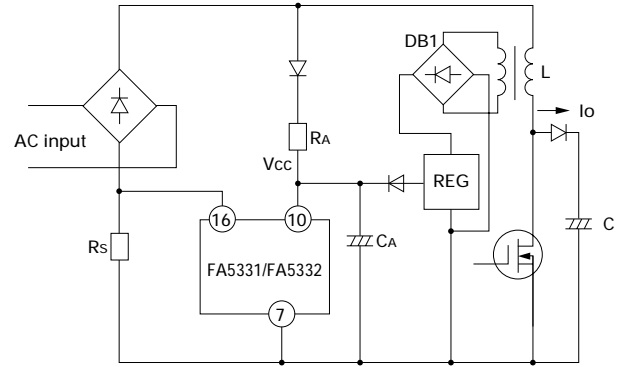 DB1
L
Io
AC input
RA
Vcc
REG
16
10
CA
C
Rs
FA5331/FA5332
7